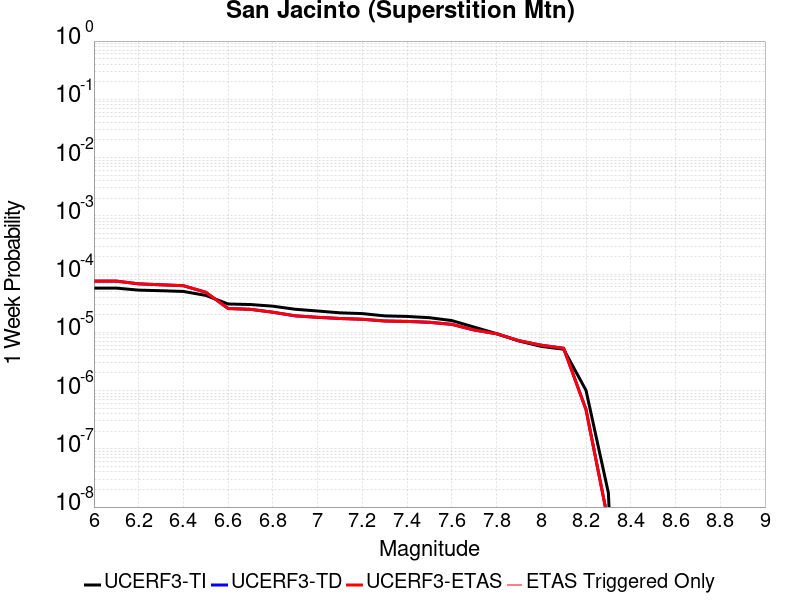 San Jacinto (Superstition Mtn)
10^0
10^-1
10^-2
10^-3
10^-4
10^-5
10^-6
10^-7
10^-8
1 Week Probability
6 6.2 6.4 6.6 6.8 7 7.2 7.4 7.6 7.8 8 8.2 8.4 8.6 8.8 9
Magnitude
UCERF3-TI UCERF3-TD UCERF3-ETAS ETAS Triggered Only